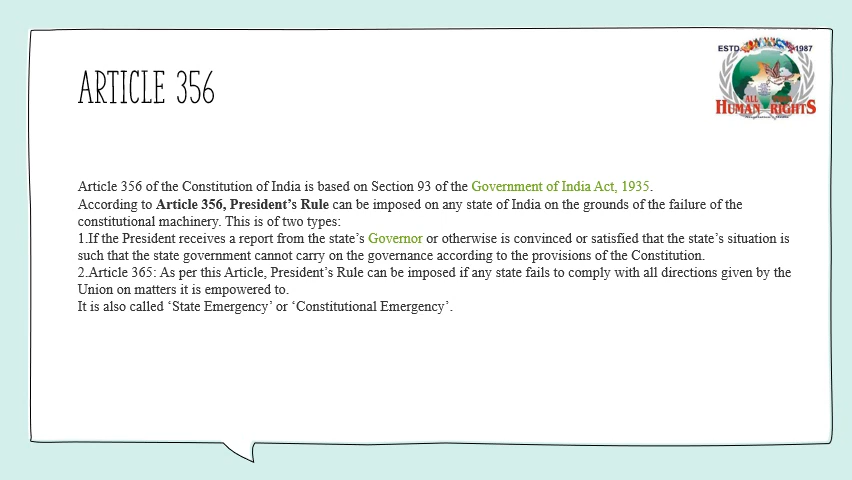 ESTD 1987
ALL
HUMAN RIGHTS
ARTICLE 356
Article 356 of the Constitution of India is based on Section 93 of the Government of India Act, 1935.
According to Article 356, President’s Rule can be imposed on any state of India on the grounds of the failure of the
constitutional machinery. This is of two types:
1.If the President receives a report from the state’s Governor or otherwise is convinced or satisfied that the state’s situation is
such that the state government cannot carry on the governance according to the provisions of the Constitution.
2.Article 365: As per this Article, President’s Rule can be imposed if any state fails to comply with all directions given by the
Union on matters it is empowered to.
It is also called ‘State Emergency’ or ‘Constitutional Emergency’.